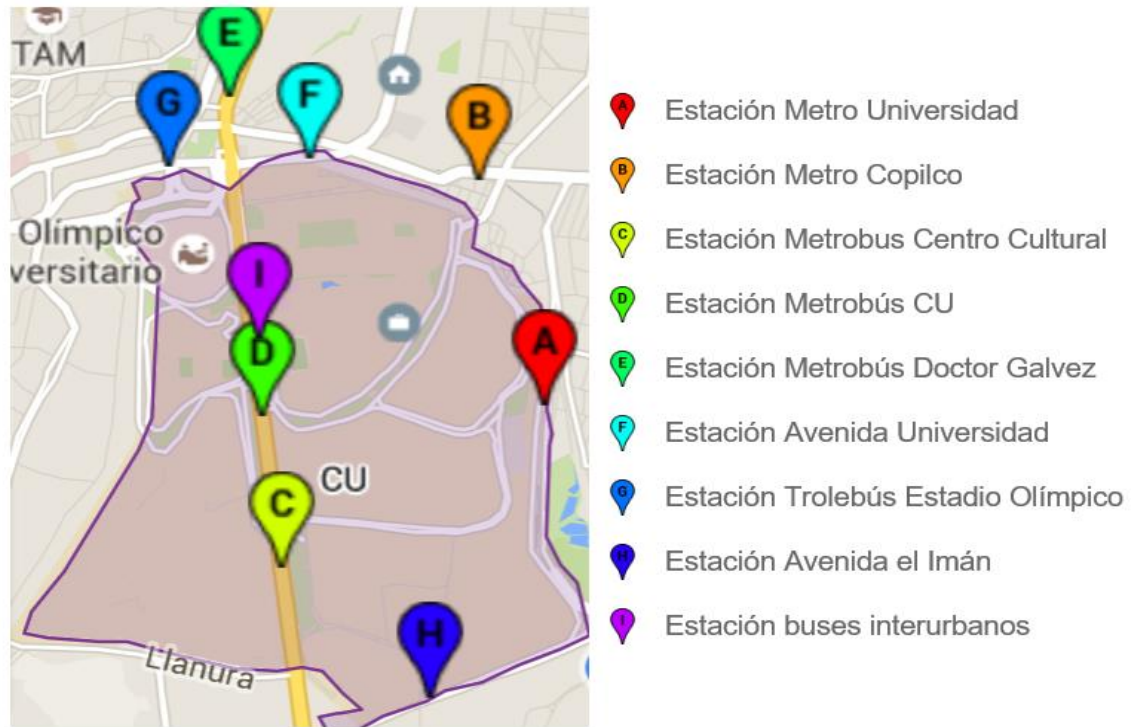 TAM
E
G
F
B
Olímpico
versitario
I
D
A
C
CU
H
Llanura
A Estación Metro Universidad
B Estación Metro Copilco
C Estación Metrobus Centro Cultural
D Estación Metrobús CU
E Estación Metrobús Doctor Galvez
F Estación Avenida Universidad
G Estación Trolebús Estadio Olímpico
H Estación Avenida el Imán
I Estación buses interurbanos